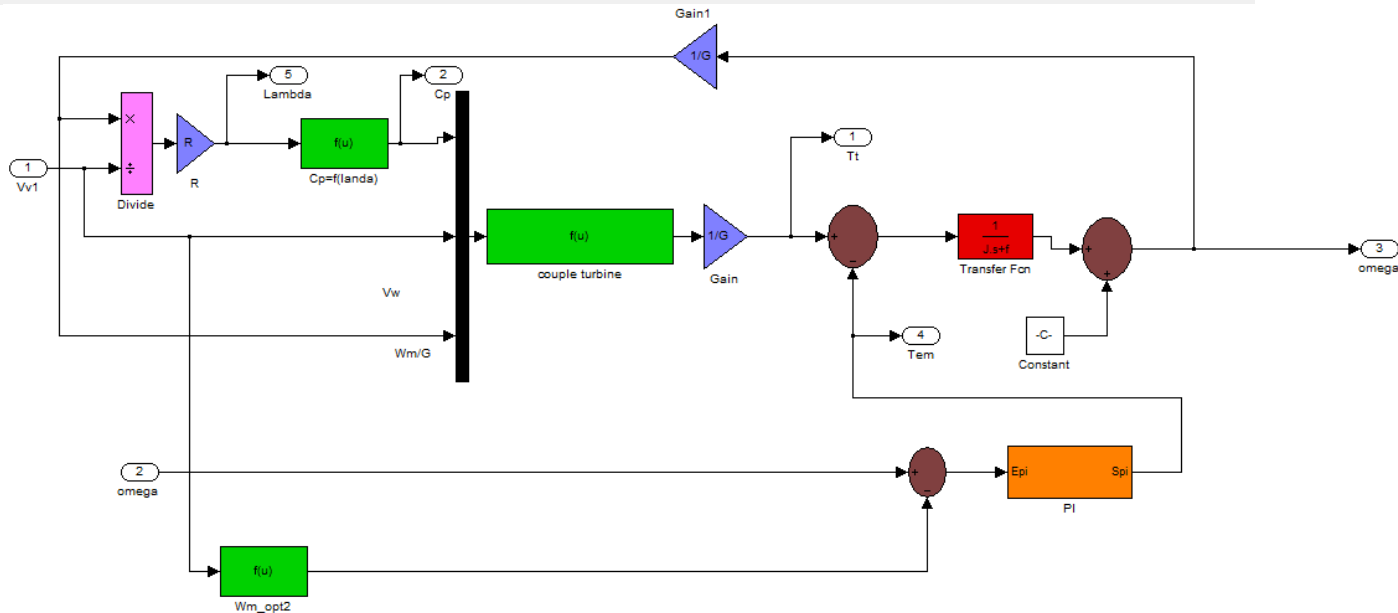 Gain1
1/G
5
Lambda
2
Cp
×
÷
Divide
R
R
f(u)
Cp=f(landa)
1
Vv1
1
Tt
f(u)
couple turbine
1/G
Gain
+
−
1
J.s+f
Transfer Fcn
+
+
3
omega
Vw
Wm/G
4
Tem
-C-
Constant
2
omega
+
−
Epi
Spi
PI
f(u)
Wm_opt2